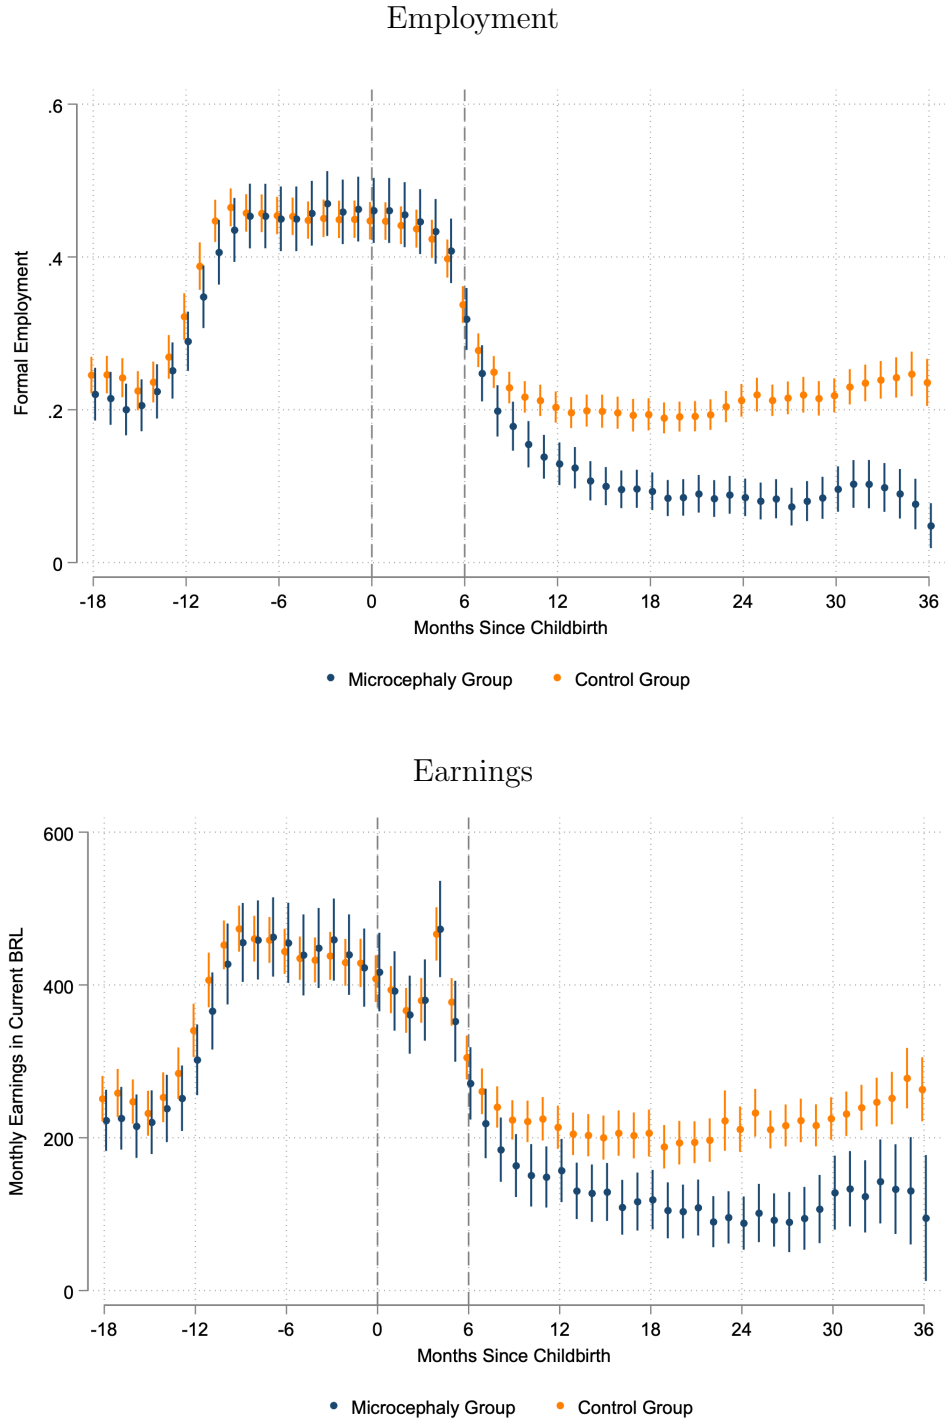 Employment
.6
.4
.2
0
Formal Employment
-18 -12 -6 0 6 12 18 24 30 36
Months Since Childbirth
Microcephaly Group Control Group
Earnings
600
400
200
0
Monthly Earnings in Current BRL
-18 -12 -6 0 6 12 18 24 30 36
Months Since Childbirth
Microcephaly Group Control Group